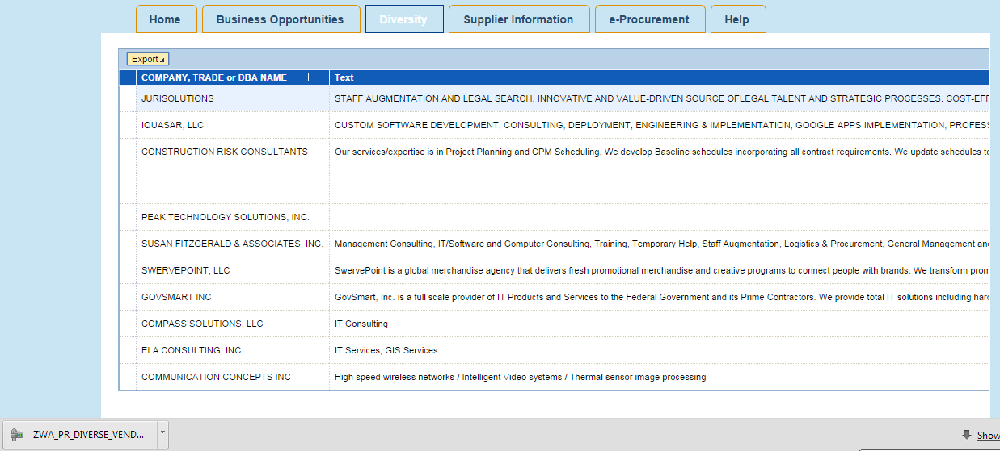 Home Business Opportunities Diversity Supplier Information e-Procurement Help
Export
COMPANY, TRADE or DBA NAME Text
JURISOLUTIONS STAFF AUGMENTATION AND LEGAL SEARCH. INNOVATIVE AND VALUE-DRIVEN SOURCE OFLEGAL TALENT AND STRATEGIC PROCESSES. COST-EFF
IQUASAR, LLC CUSTOM SOFTWARE DEVELOPMENT, CONSULTING, DEPLOYMENT, ENGINEERING & IMPLEMENTATION, GOOGLE APPS IMPLEMENTATION, PROFESS
CONSTRUCTION RISK CONSULTANTS Our services/expertise is in Project Planning and CPM Scheduling. We develop Baseline schedules incorporating all contract requirements. We update schedules to
PEAK TECHNOLOGY SOLUTIONS, INC.
SUSAN FITZGERALD & ASSOCIATES, INC. Management Consulting, IT/Software and Computer Consulting, Training, Temporary Help, Staff Augmentation, Logistics & Procurement, General Management and
SWERVEPOINT, LLC SwervePoint is a global merchandise agency that delivers fresh promotional merchandise and creative programs to connect people with brands. We transform prom
GOVSMART INC GovSmart, Inc. is a full scale provider of IT Products and Services to the Federal Government and its Prime Contractors. We provide total IT solutions including hard
COMPASS SOLUTIONS, LLC IT Consulting
ELA CONSULTING, INC. IT Services, GIS Services
COMMUNICATION CONCEPTS INC High speed wireless networks / Intelligent Video systems / Thermal sensor image processing
ZWA_PR_DIVERSE_VEND... Show